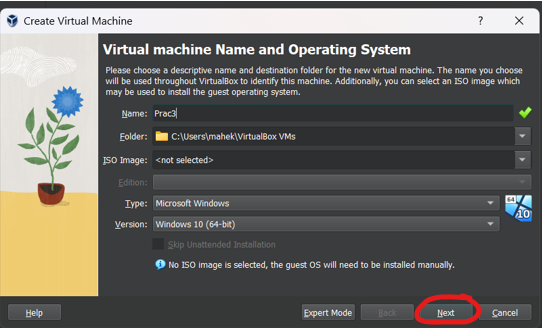 Create Virtual Machine
Virtual machine Name and Operating System
Please choose a descriptive name and destination folder for the new virtual machine. The name you choose
will be used throughout VirtualBox to identify this machine. Additionally, you can select an ISO image which
may be used to install the guest operating system.
Name: Prac3
Folder: C:\Users\mahek\VirtualBox VMs
ISO Image: <not selected>
Edition:
Type: Microsoft Windows
64
Version: Windows 10 (64-bit)
10
Skip Unattended Installation
No ISO image is selected, the guest OS will need to be installed manually.
Help Expert Mode Back Next Cancel